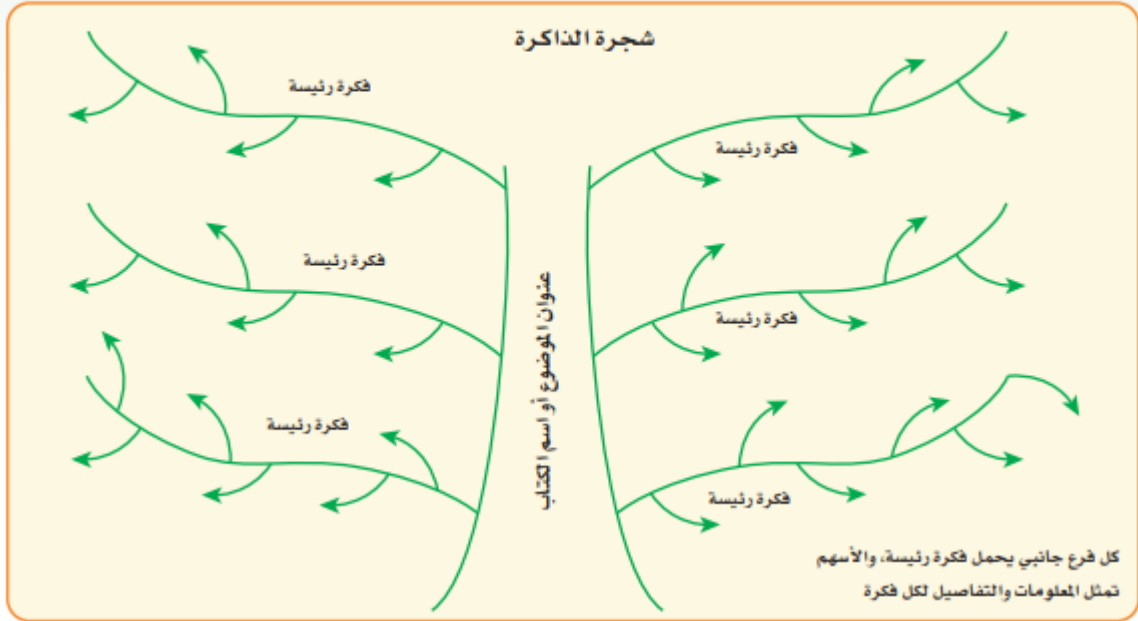 شجرة الذاكرة
فكرة رئيسة
فكرة رئيسة
فكرة رئيسة
فكرة رئيسة
فكرة رئيسة
فكرة رئيسة
عنوان الموضوع أو اسم الكتاب
كل فرع جانبي يحمل فكرة رئيسة، والأسهم
تمثل المعلومات والتفاصيل لكل فكرة